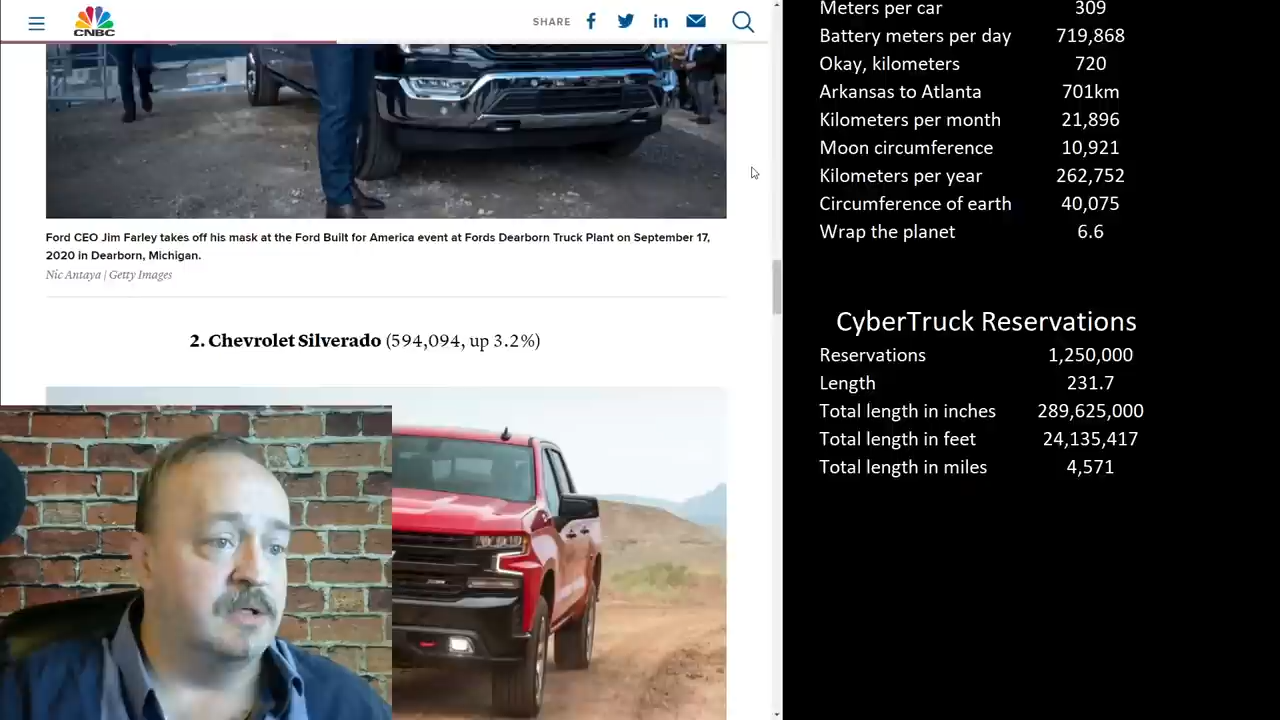 CNBC
SHARE
Ford CEO Jim Farley takes off his mask at the Ford Built for America event at Fords Dearborn Truck Plant on September 17,
2020 in Dearborn, Michigan.
Nic Antaya | Getty Images
2. Chevrolet Silverado (594,094, up 3.2%)
Meters per car 309
Battery meters per day 719,868
Okay, kilometers 720
Arkansas to Atlanta 701km
Kilometers per month 21,896
Moon circumference 10,921
Kilometers per year 262,752
Circumference of earth 40,075
Wrap the planet 6.6
CyberTruck Reservations
Reservations 1,250,000
Length 231.7
Total length in inches 289,625,000
Total length in feet 24,135,417
Total length in miles 4,571